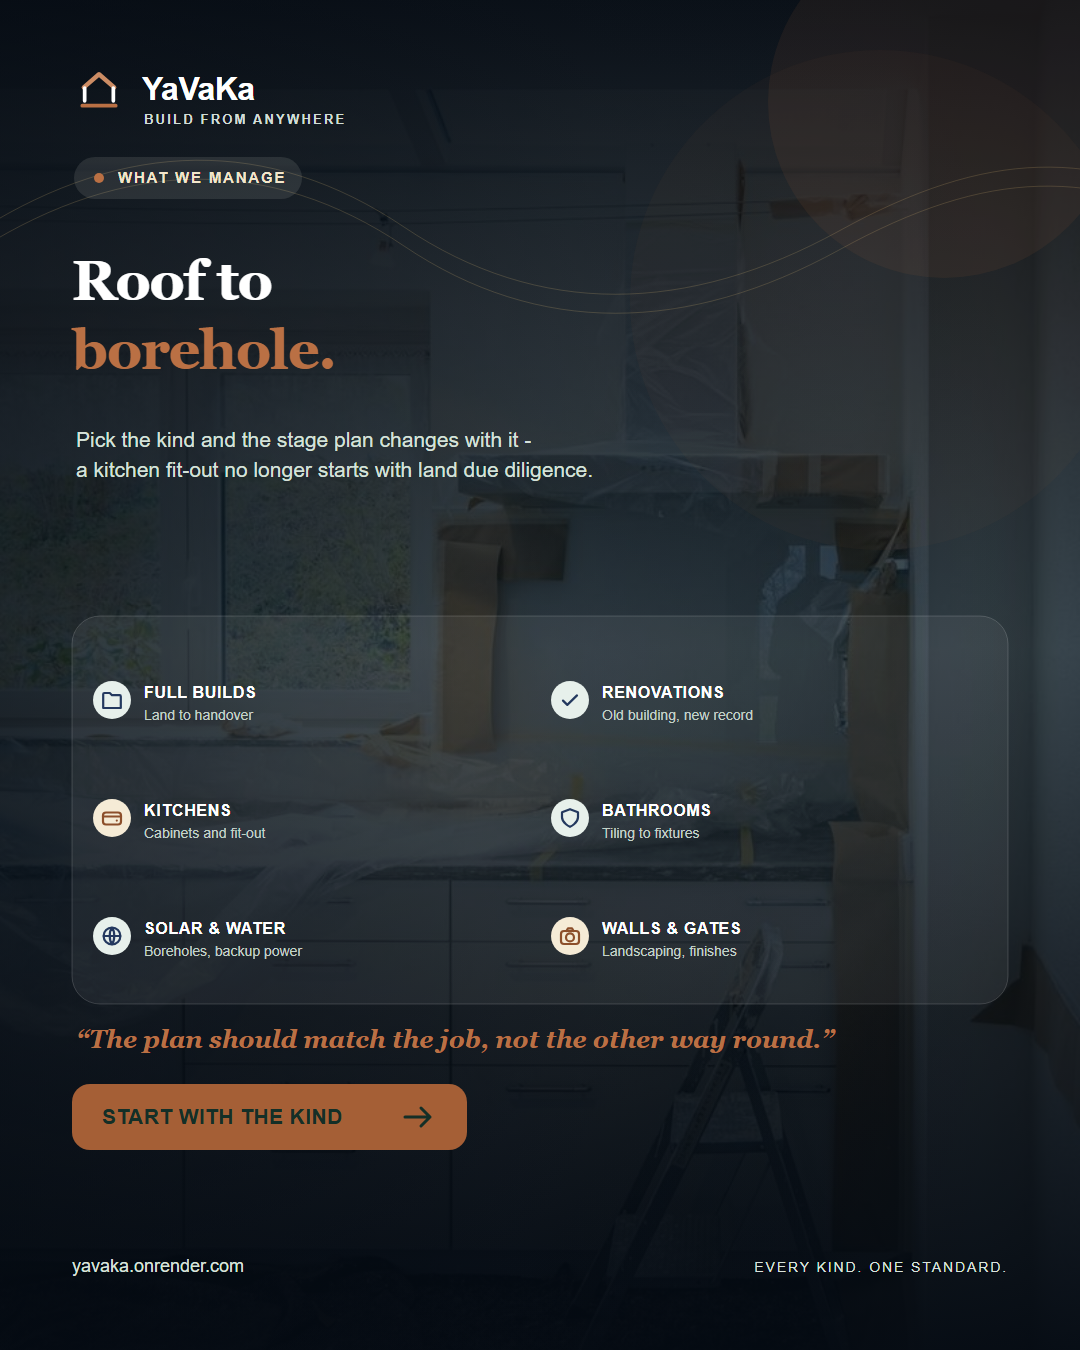 YaVaKa
BUILD FROM ANYWHERE
WHAT WE MANAGE
Roof to
borehole.
Pick the kind and the stage plan changes with it -
a kitchen fit-out no longer starts with land due diligence.
FULL BUILDS
Land to handover
RENOVATIONS
Old building, new record
KITCHENS
Cabinets and fit-out
BATHROOMS
Tiling to fixtures
SOLAR & WATER
Boreholes, backup power
WALLS & GATES
Landscaping, finishes
“The plan should match the job, not the other way round.”
START WITH THE KIND
yavaka.onrender.com
EVERY KIND. ONE STANDARD.